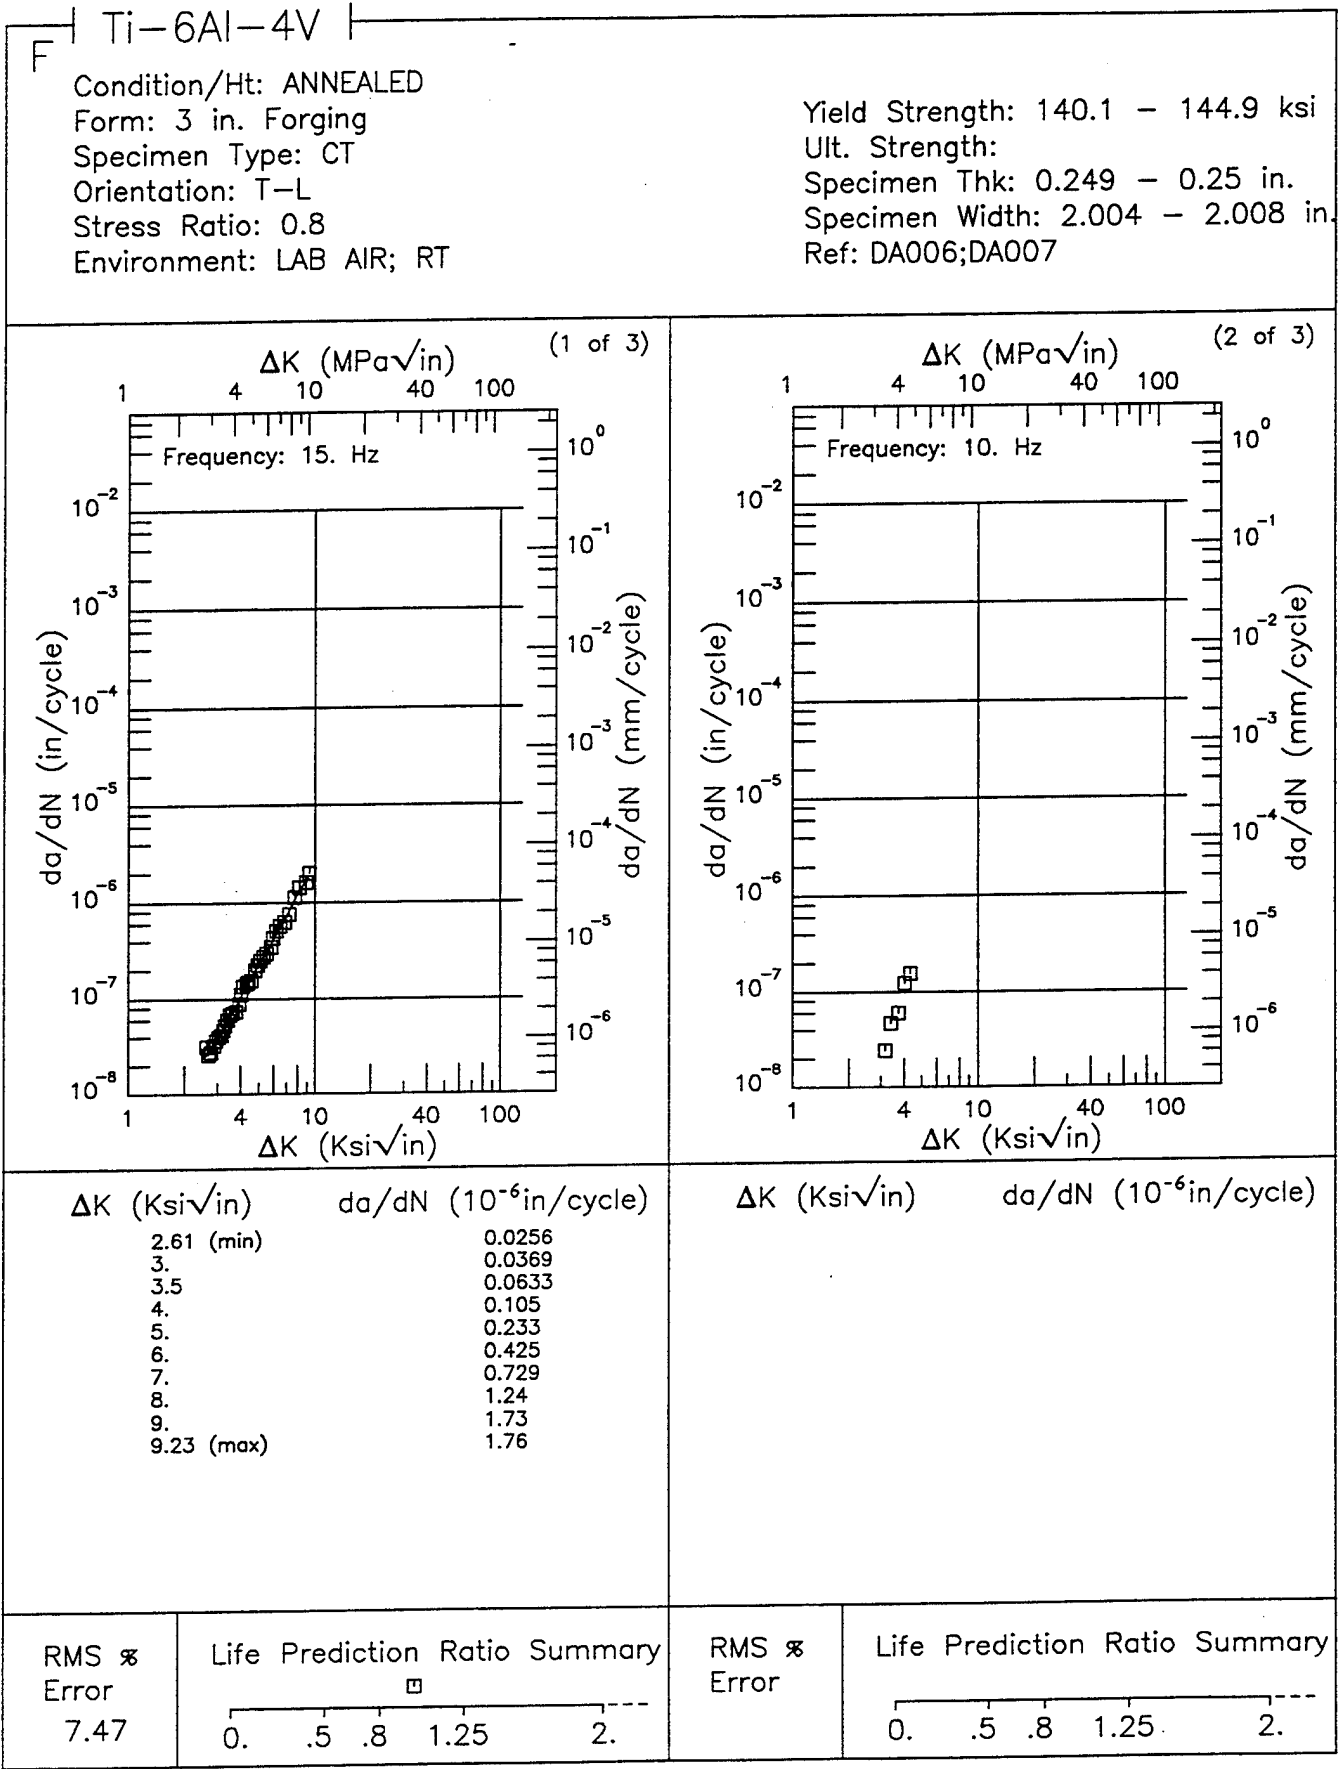 Ti-6Al-4V
F
Condition/Ht: ANNEALED
Form: 3 in. Forging
Specimen Type: CT
Orientation: T-L
Stress Ratio: 0.8
Environment: LAB AIR; RT
Yield Strength: 140.1 - 144.9 ksi
Ult. Strength:
Specimen Thk: 0.249 - 0.25 in.
Specimen Width: 2.004 - 2.008 in.
Ref: DA006;DA007
(1 of 3)
ΔK (MPa√in)
1 4 10 40 100
Frequency: 15. Hz
10⁰
10⁻²
10⁻¹
10⁻³
10⁻²
10⁻⁴
10⁻³
10⁻⁵
10⁻⁴
10⁻⁶
10⁻⁵
10⁻⁷
10⁻⁶
10⁻⁸
da/dN (in/cycle)
da/dN (mm/cycle)
1 4 10 40 100
ΔK (Ksi√in)
(2 of 3)
ΔK (MPa√in)
1 4 10 40 100
Frequency: 10. Hz
10⁰
10⁻²
10⁻¹
10⁻³
10⁻²
10⁻⁴
10⁻³
10⁻⁵
10⁻⁴
10⁻⁶
10⁻⁵
10⁻⁷
10⁻⁶
10⁻⁸
da/dN (in/cycle)
da/dN (mm/cycle)
1 4 10 40 100
ΔK (Ksi√in)
ΔK (Ksi√in) da/dN (10⁻⁶in/cycle)
2.61 (min) 0.0256
3. 0.0369
3.5 0.0633
4. 0.105
5. 0.233
6. 0.425
7. 0.729
8. 1.24
9. 1.73
9.23 (max) 1.76
ΔK (Ksi√in) da/dN (10⁻⁶in/cycle)
RMS %
Error
7.47
Life Prediction Ratio Summary
0. .5 .8 1.25 2.
RMS %
Error
Life Prediction Ratio Summary
0. .5 .8 1.25 2.